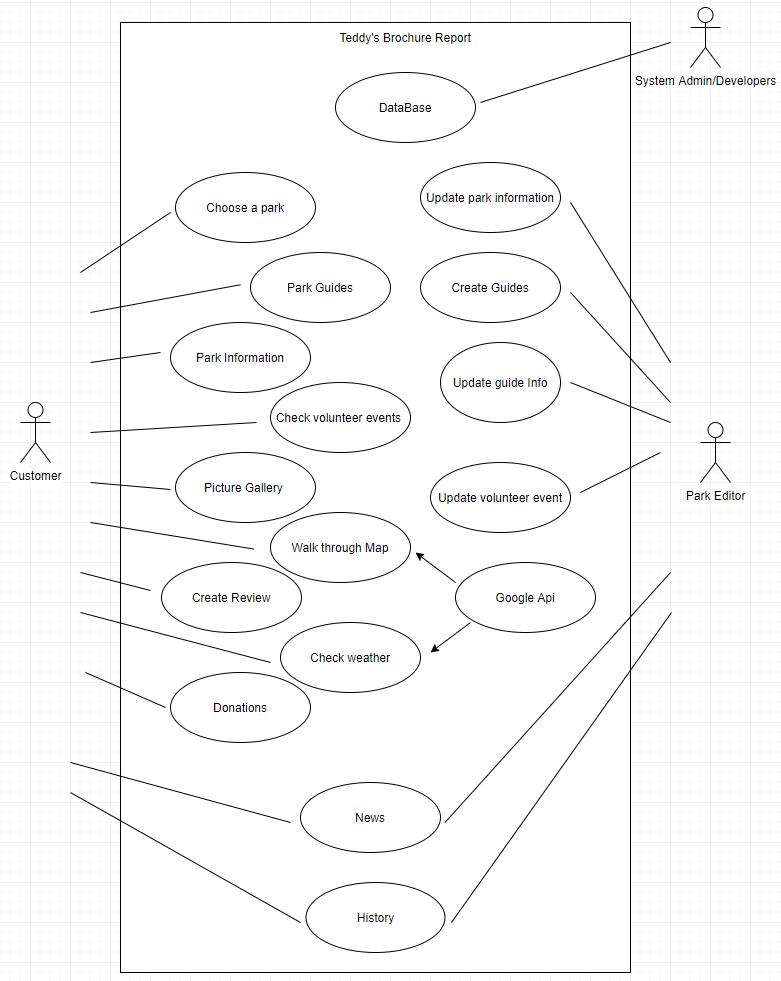 Teddy's Brochure Report
System Admin/Developers
DataBase
Update park information
Choose a park
Park Guides
Create Guides
Park Information
Update guide Info
Check volunteer events
Customer
Picture Gallery
Update volunteer event
Park Editor
Walk through Map
Create Review
Google Api
Check weather
Donations
News
History